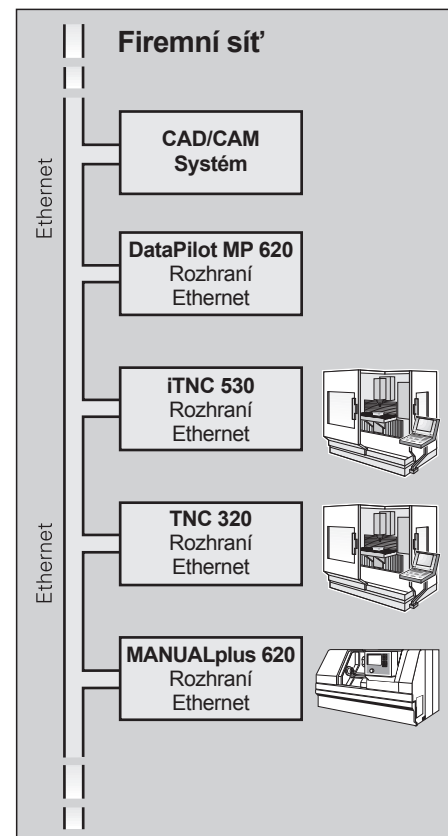 Firemní síť
Ethernet
CAD/CAM
Systém
DataPilot MP 620
Rozhraní
Ethernet
iTNC 530
Rozhraní
Ethernet
Ethernet
TNC 320
Rozhraní
Ethernet
MANUALplus 620
Rozhraní
Ethernet